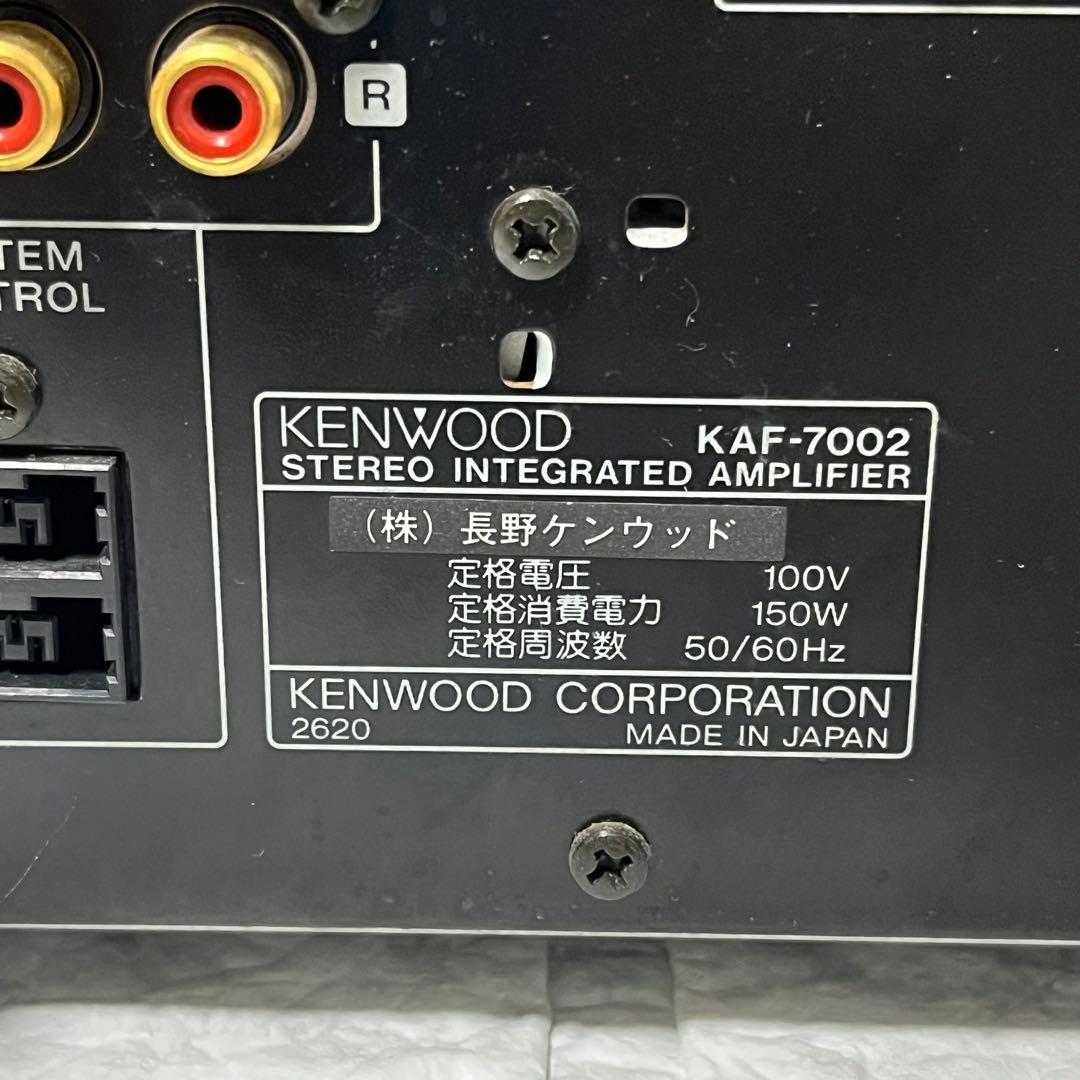 R
TEM
TROL
KENWOOD KAF-7002
STEREO INTEGRATED AMPLIFIER
(株) 長野ケンウッド
定格電圧 100V
定格消費電力 150W
定格周波数 50/60Hz
KENWOOD CORPORATION
2620 MADE IN JAPAN